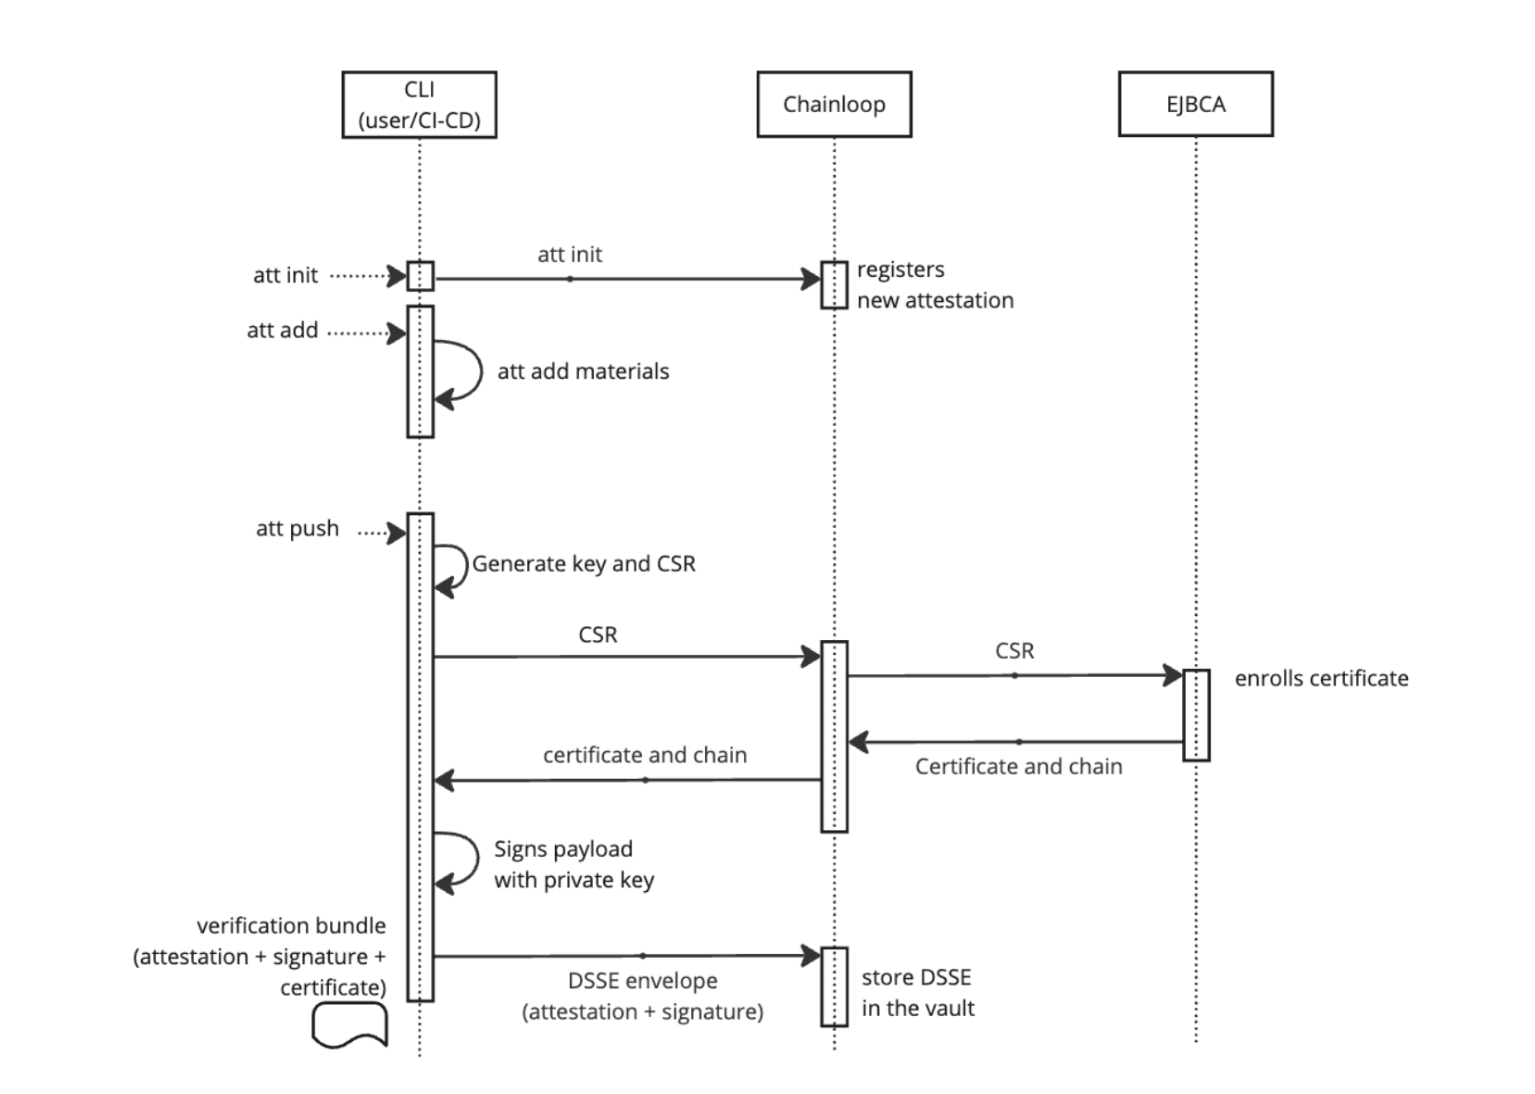 CLI
(user/CI-CD)
Chainloop
EJBCA
att init
att init
registers
new attestation
att add
att add materials
att push
Generate key and CSR
CSR
CSR
enrolls certificate
certificate and chain
Certificate and chain
Signs payload
with private key
verification bundle
(attestation + signature +
certificate)
DSSE envelope
(attestation + signature)
store DSSE
in the vault